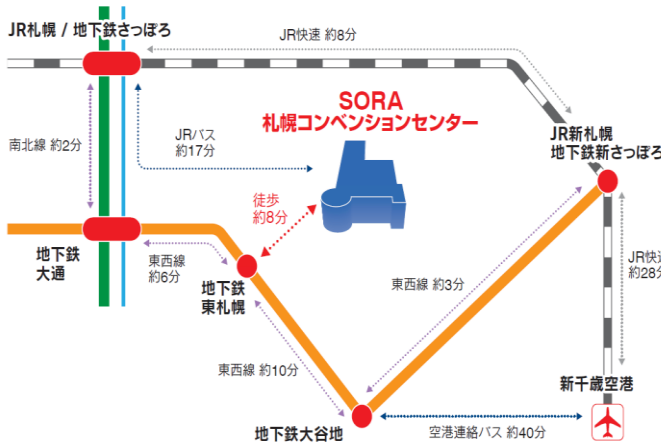 JR札幌 / 地下鉄さっぽろ
JR快速 約8分
SORA
札幌コンベンションセンター
JR新札幌
地下鉄新さっぽろ
南北線 約2分
JRバス
約17分
徒歩
約8分
地下鉄
大通
東西線
約6分
地下鉄
東札幌
東西線 約3分
JR快速
約28分
東西線 約10分
新千歳空港
地下鉄大谷地
空港連絡バス 約40分